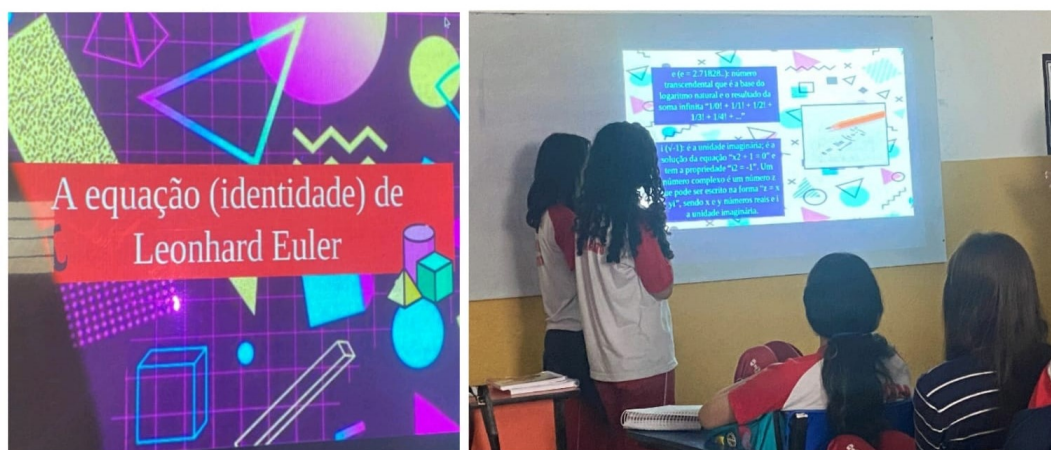 A equação (identidade) de
Leonhard Euler
e (e = 2.71828..): número
transcendental que é a base do
logaritmo natural e o resultado da
soma infinita "1/0! + 1/1! + 1/2! +
1/3! + 1/4! + ..."
i (√-1): é a unidade imaginária; é a
solução da equação "x2 + 1 = 0" e
tem a propriedade "i2 = -1". Um
número complexo é um número z
que pode ser escrito na forma "z = x
yi", sendo x e y números reais e i
a unidade imaginária.